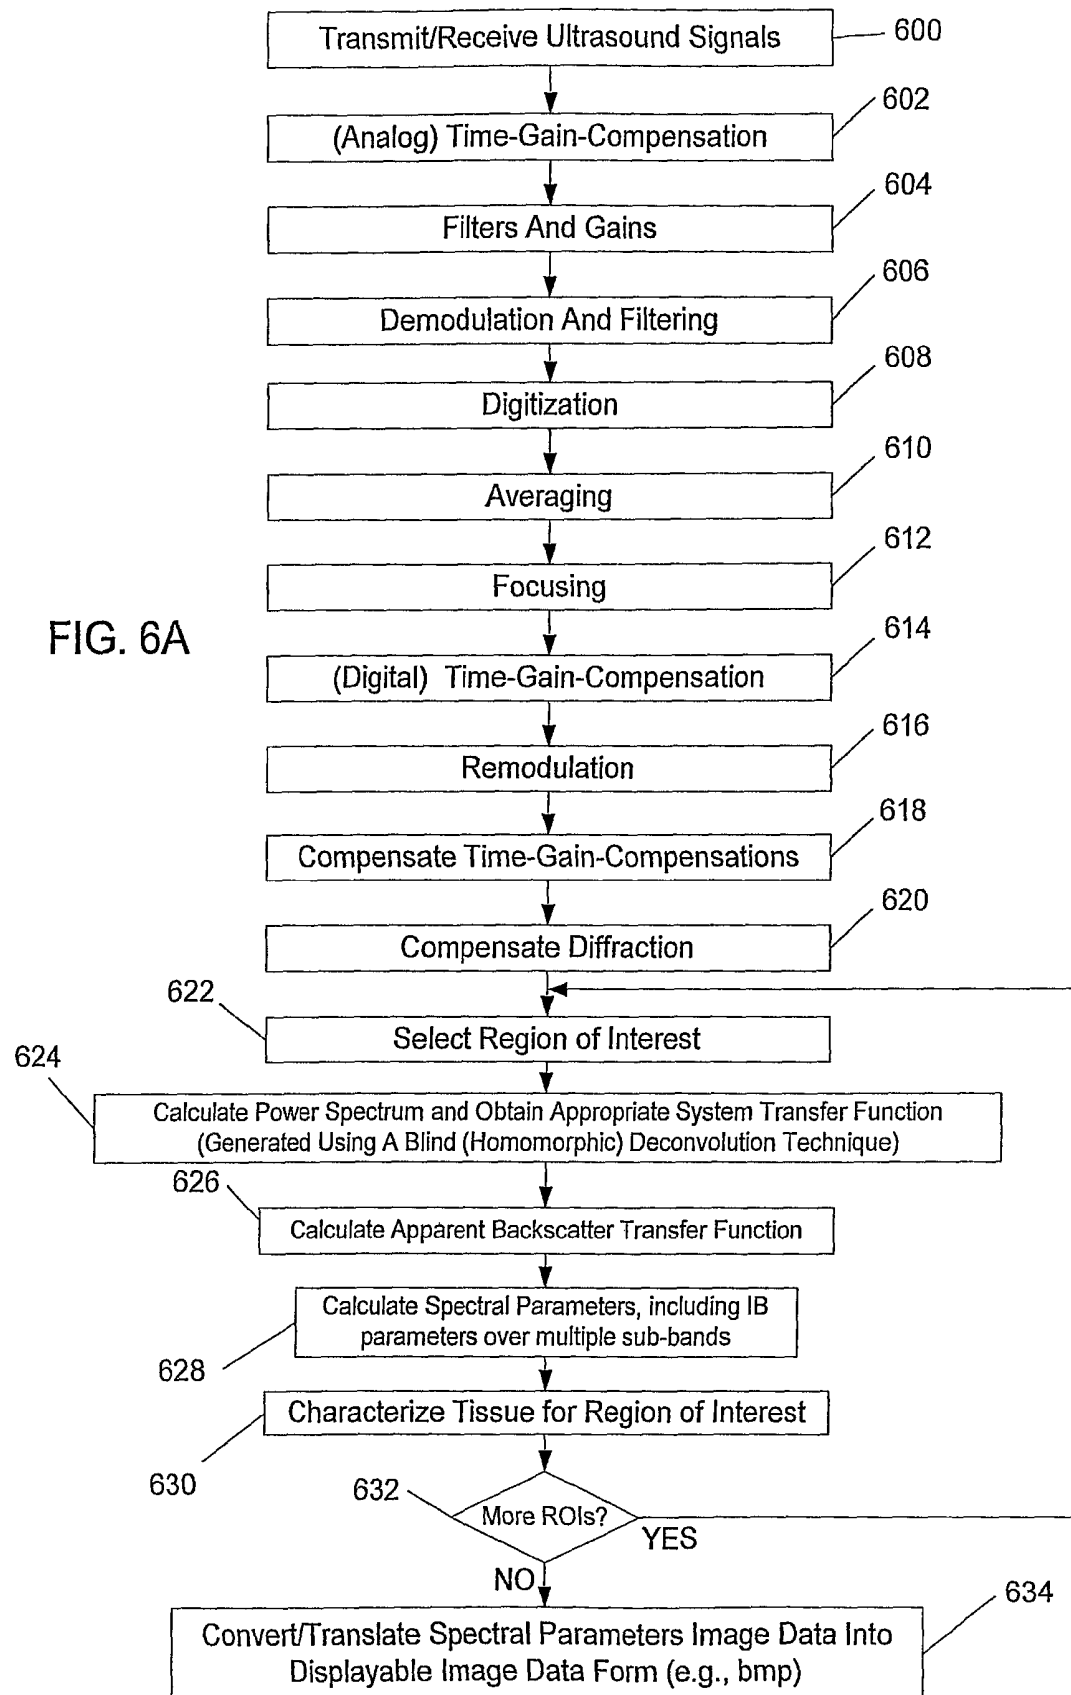 Transmit/Receive Ultrasound Signals
600
(Analog) Time-Gain-Compensation
602
Filters And Gains
604
Demodulation And Filtering
606
Digitization
608
Averaging
610
Focusing
612
FIG. 6A
(Digital) Time-Gain-Compensation
614
Remodulation
616
Compensate Time-Gain-Compensations
618
Compensate Diffraction
620
622
Select Region of Interest
624
Calculate Power Spectrum and Obtain Appropriate System Transfer Function
(Generated Using A Blind (Homomorphic) Deconvolution Technique)
626
Calculate Apparent Backscatter Transfer Function
Calculate Spectral Parameters, including IB
parameters over multiple sub-bands
628
Characterize Tissue for Region of Interest
630
632
More ROIs?
YES
NO
634
Convert/Translate Spectral Parameters Image Data Into
Displayable Image Data Form (e.g., bmp)